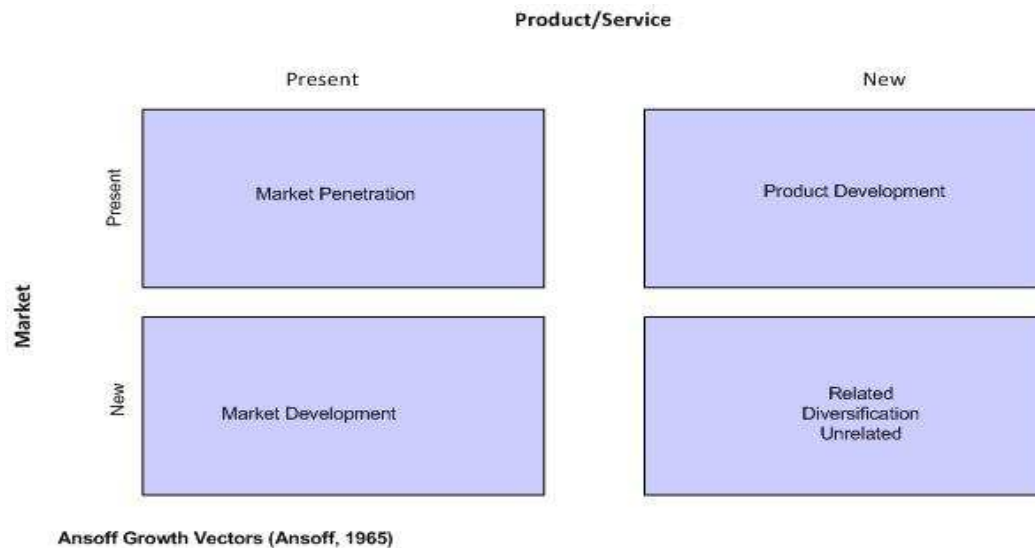 Product/Service
Present
New
Present
Market Penetration
Product Development
Market
New
Market Development
Related
Diversification
Unrelated
Ansoff Growth Vectors (Ansoff, 1965)